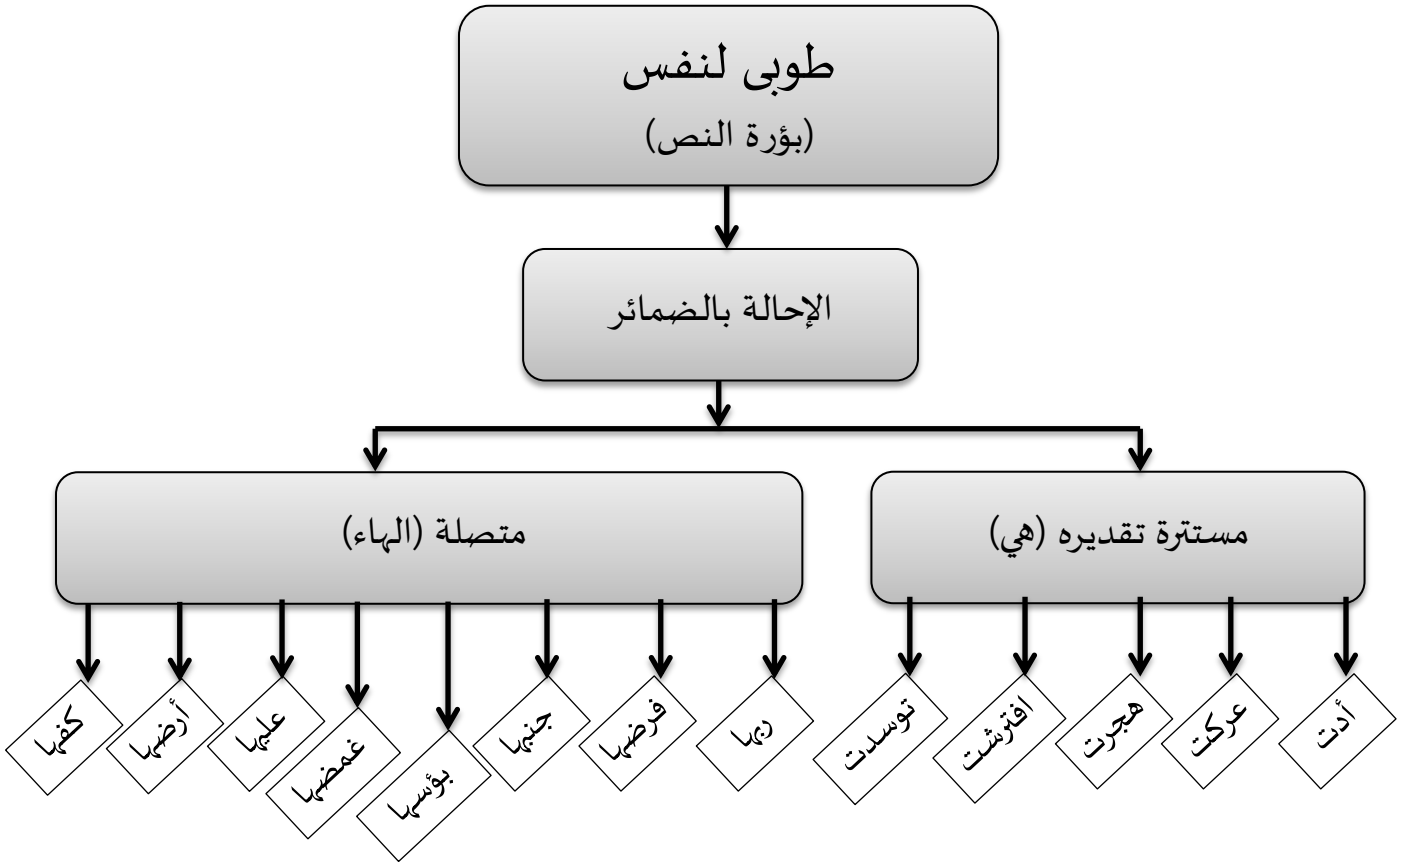 طوبى لنفس
(بؤرة النص)
الإحالة بالضمائر
مستترة تقديره (هي)
متصلة (الهاء)
أدت
عركت
هجرت
افترشت
توسدت
ربها
فرضها
جنبها
بؤسها
غمضها
عليها
أرضها
كفها